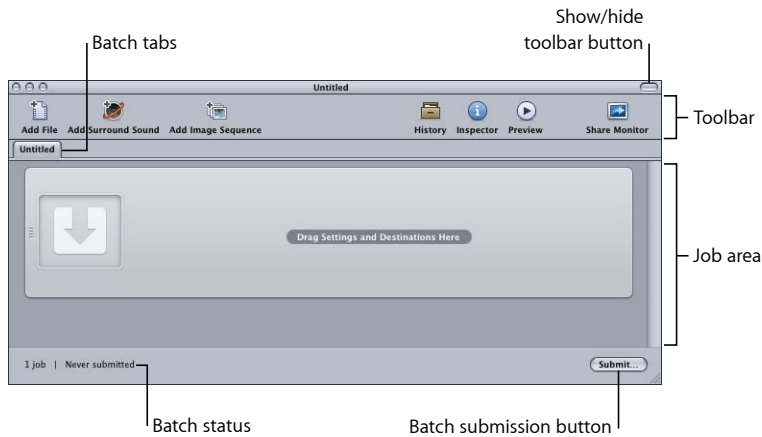 Show/hide
toolbar button
Batch tabs
Untitled
Add File Add Surround Sound Add Image Sequence History Inspector Preview Share Monitor
Toolbar
Untitled
Drag Settings and Destinations Here
Job area
1 job | Never submitted
Submit...
Batch status
Batch submission button